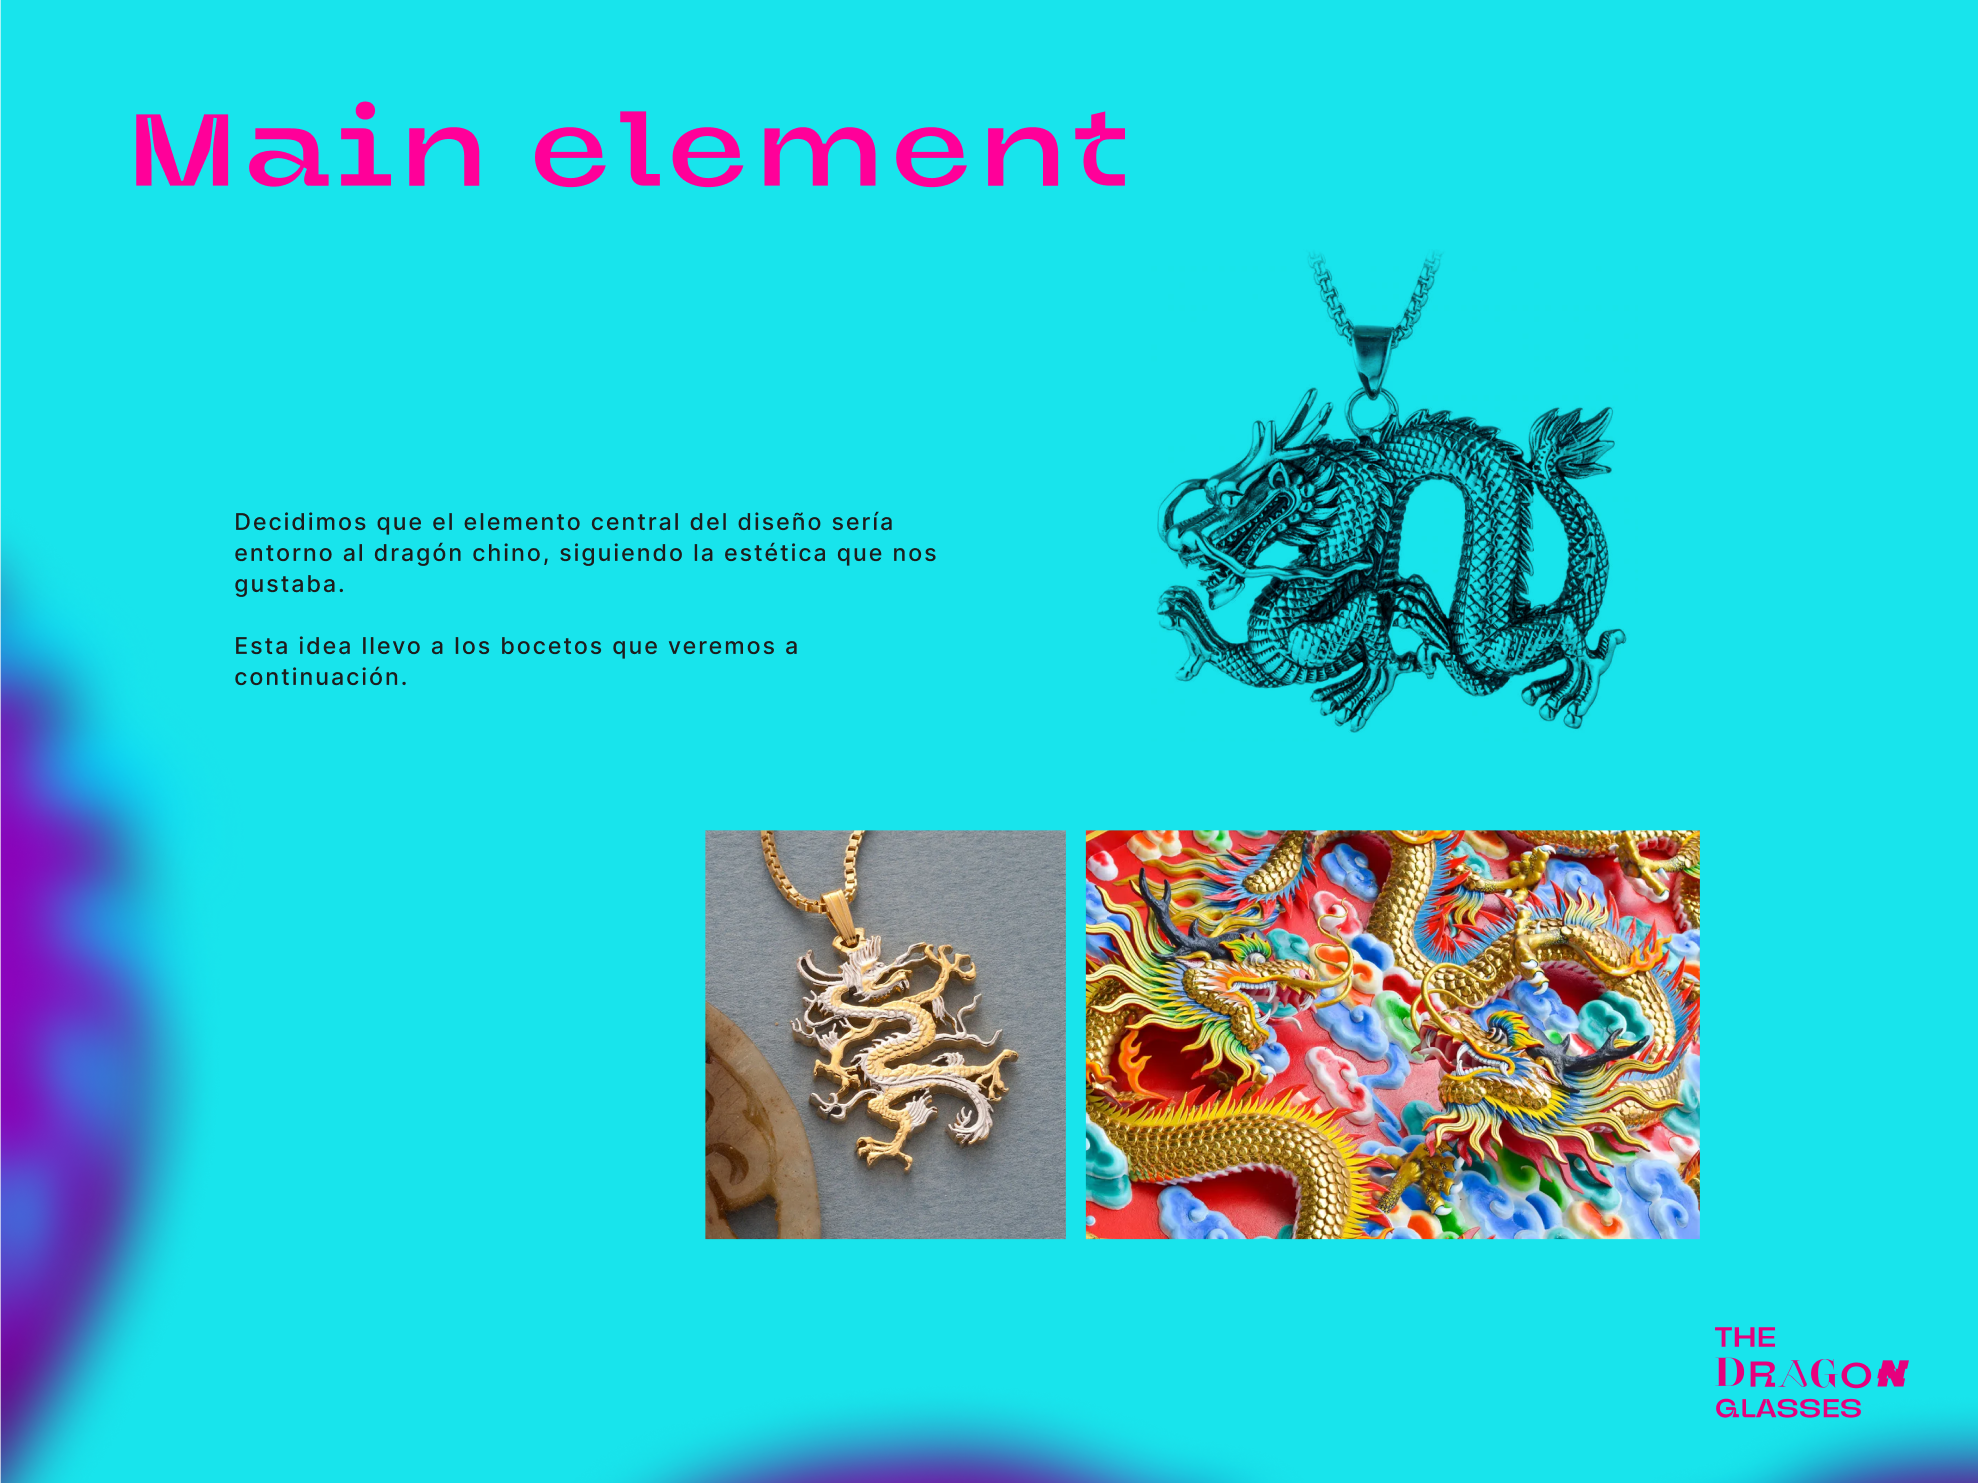 Main element
Decidimos que el elemento central del diseño sería
entorno al dragón chino, siguiendo la estética que nos
gustaba.
Esta idea llevo a los bocetos que veremos a
continuación.
THE
DRAGON
GLASSES